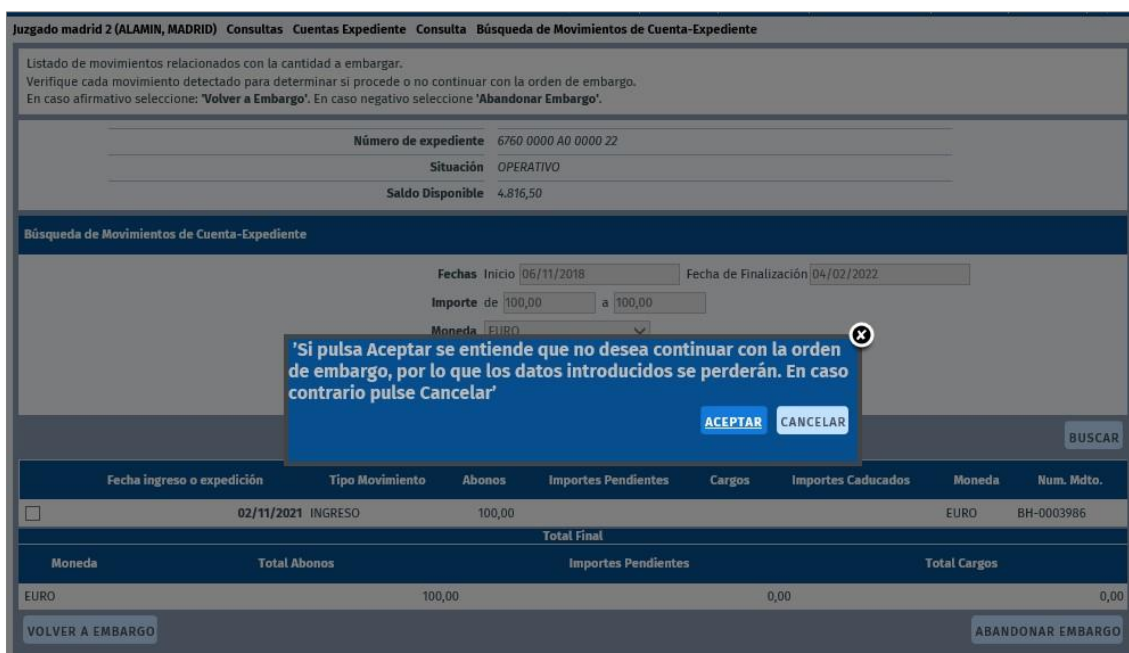 Juzgado madrid 2 (ALAMIN, MADRID) Consultas Cuentas Expediente Consulta Búsqueda de Movimientos de Cuenta-Expediente
Listado de movimientos relacionados con la cantidad a embargar.
Verifique cada movimiento detectado para determinar si procede o no continuar con la orden de embargo.
En caso afirmativo seleccione: 'Volver a Embargo'. En caso negativo seleccione 'Abandonar Embargo'.
Número de expediente 6760 0000 A0 0000 22
Situación OPERATIVO
Saldo Disponible 4.816,50
Búsqueda de Movimientos de Cuenta-Expediente
Fechas Inicio 06/11/2018 Fecha de Finalización 04/02/2022
Importe de 100,00 a 100,00
Moneda EURO
'Si pulsa Aceptar se entiende que no desea continuar con la orden
de embargo, por lo que los datos introducidos se perderán. En caso
contrario pulse Cancelar'
ACEPTAR CANCELAR
BUSCAR
Fecha ingreso o expedición Tipo Movimiento Abonos Importes Pendientes Cargos Importes Caducados Moneda Num. Mdto.
02/11/2021 INGRESO 100,00 EURO BH-0003986
Total Final
Moneda Total Abonos Importes Pendientes Total Cargos
EURO 100,00 0,00 0,00
VOLVER A EMBARGO ABANDONAR EMBARGO